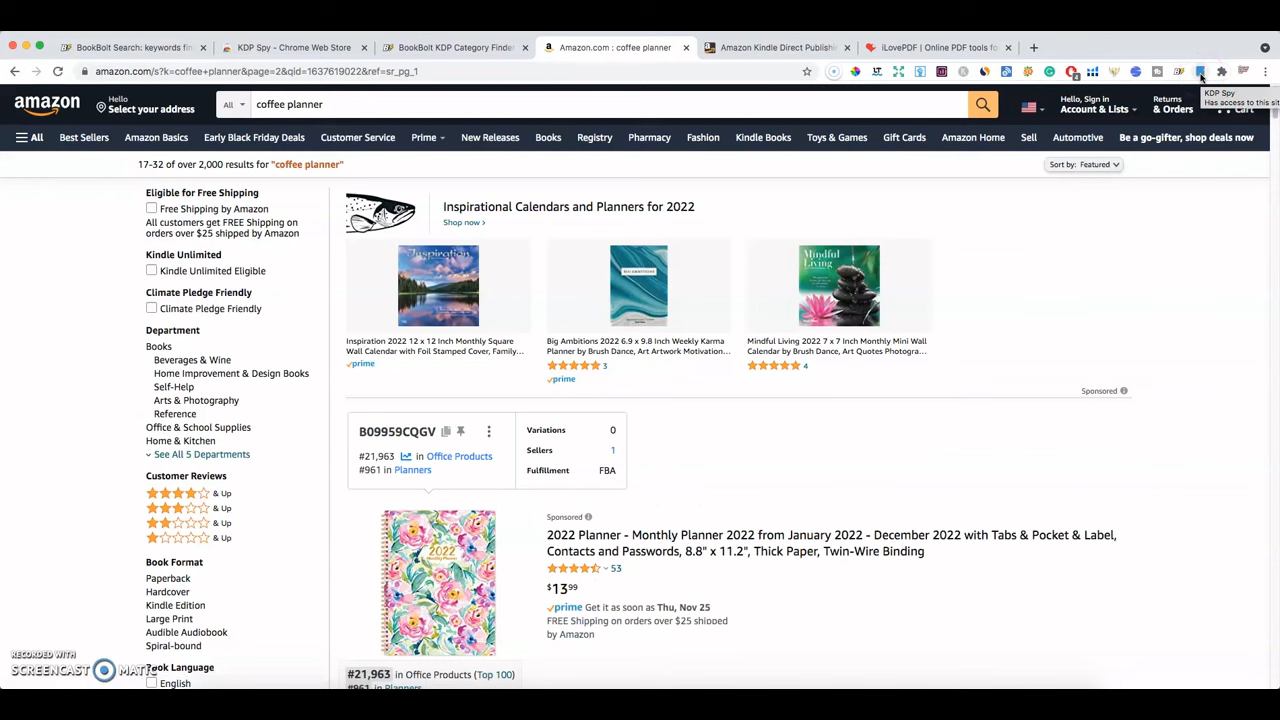 BookBolt Search: keywords fin
KDP Spy - Chrome Web Store
BookBolt KDP Category Finder
Amazon.com : coffee planner
Amazon Kindle Direct Publishin
iLovePDF | Online PDF tools fo
amazon.com/s?k=coffee+planner&page=2&qid=1637619022&ref=sr_pg_1
KDP Spy
Has access to this sit
amazon
Hello
Select your address
All
coffee planner
Hello, Sign in
Account & Lists
Returns
& Orders
Cart
All
Best Sellers
Amazon Basics
Early Black Friday Deals
Customer Service
Prime
New Releases
Books
Registry
Pharmacy
Fashion
Kindle Books
Toys & Games
Gift Cards
Amazon Home
Sell
Automotive
Be a go-gifter, shop deals now
17-32 of over 2,000 results for "coffee planner"
Sort by: Featured
Eligible for Free Shipping
Free Shipping by Amazon
All customers get FREE Shipping on
orders over $25 shipped by Amazon
Kindle Unlimited
Kindle Unlimited Eligible
Climate Pledge Friendly
Climate Pledge Friendly
Department
Books
Beverages & Wine
Home Improvement & Design Books
Self-Help
Arts & Photography
Reference
Office & School Supplies
Home & Kitchen
See All 5 Departments
Customer Reviews
& Up
& Up
& Up
& Up
Book Format
Paperback
Hardcover
Kindle Edition
Large Print
Audible Audiobook
Spiral-bound
Book Language
English
Inspirational Calendars and Planners for 2022
Shop now ›
Inspiration
BIG AMBITIONS
Mindful
Living
Inspiration 2022 12 x 12 Inch Monthly Square
Wall Calendar with Foil Stamped Cover, Family...
prime
Big Ambitions 2022 6.9 x 9.8 Inch Weekly Karma
Planner by Brush Dance, Art Artwork Motivation...
3
prime
Mindful Living 2022 7 x 7 Inch Monthly Mini Wall
Calendar by Brush Dance, Art Quotes Photogra...
4
Sponsored
B09959CQGV
#21,963 in Office Products
#961 in Planners
Variations 0
Sellers 1
Fulfillment FBA
2022
Sponsored
2022 Planner - Monthly Planner 2022 from January 2022 - December 2022 with Tabs & Pocket & Label,
Contacts and Passwords, 8.8" x 11.2", Thick Paper, Twin-Wire Binding
53
$13 99
prime Get it as soon as Thu, Nov 25
FREE Shipping on orders over $25 shipped
by Amazon
#21,963 in Office Products (Top 100)
#961 in Planners
RECORDED WITH
SCREENCAST MATIC